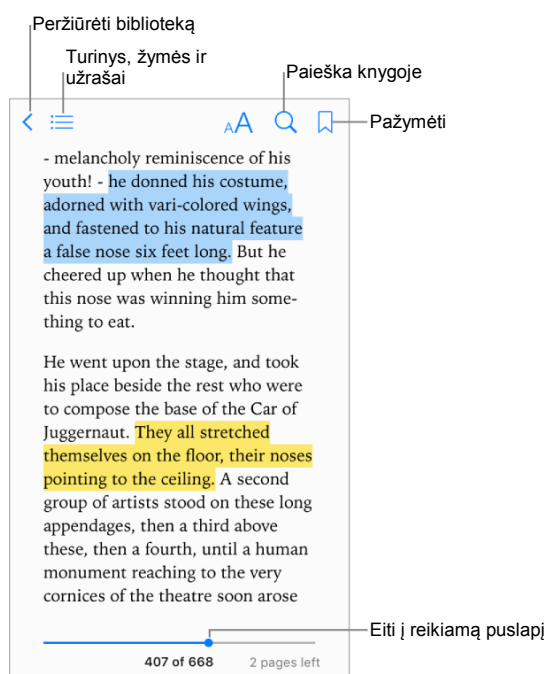 Peržiūrėti biblioteką
Turinys, žymės ir
užrašai
Paieška knygoje
AA
Pažymėti
- melancholy reminiscence of his
youth! - he donned his costume,
adorned with vari-colored wings,
and fastened to his natural feature
a false nose six feet long. But he
cheered up when he thought that
this nose was winning him some-
thing to eat.
He went upon the stage, and took
his place beside the rest who were
to compose the base of the Car of
Juggernaut. They all stretched
themselves on the floor, their noses
pointing to the ceiling. A second
group of artists stood on these long
appendages, then a third above
these, then a fourth, until a human
monument reaching to the very
cornices of the theatre soon arose
Eiti į reikiamą puslapį
407 of 668 2 pages left